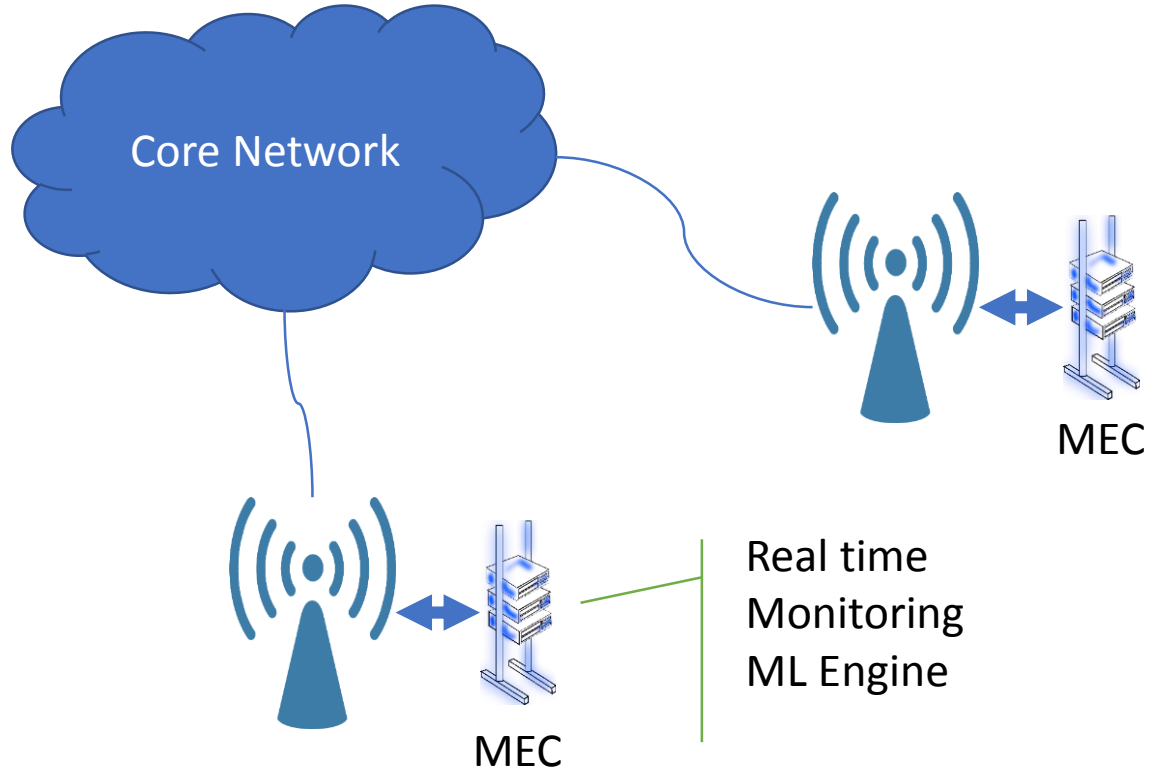 Core Network
MEC
Real time
Monitoring
ML Engine
MEC